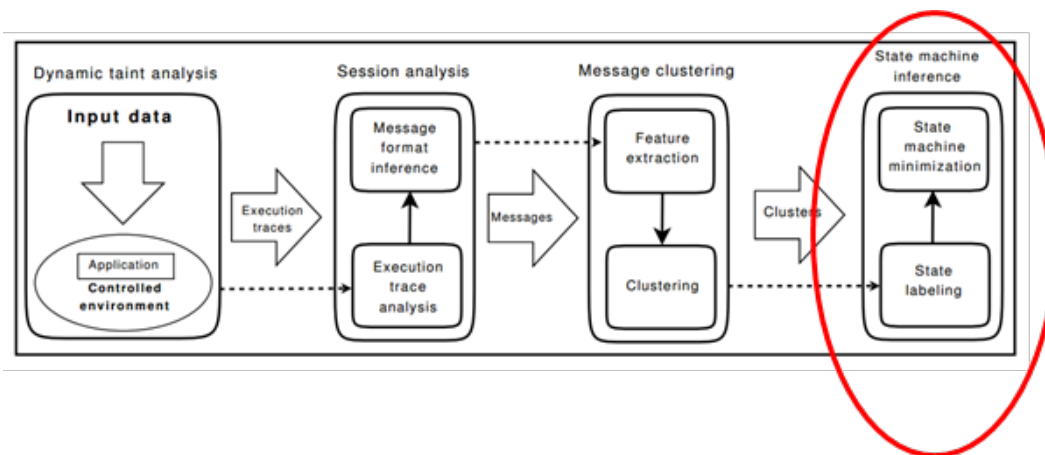 Dynamic taint analysis
Input data
Application
Controlled
environment
Execution
traces
Session analysis
Message
format
inference
Execution
trace
analysis
Messages
Message clustering
Feature
extraction
Clustering
Clusters
State machine
inference
State
machine
minimization
State
labeling